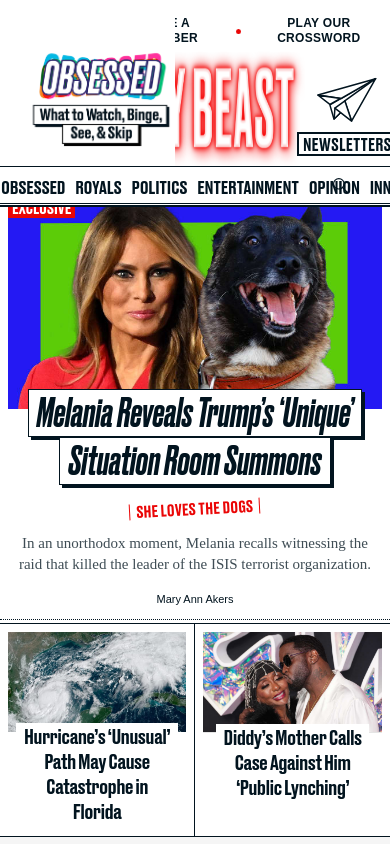 E A
BER
PLAY OUR
CROSSWORD
OBSESSED
What to Watch, Binge,
See, & Skip
Y BEAST
NEWSLETTERS
OBSESSED ROYALS POLITICS ENTERTAINMENT OPINION INN
EXCLUSIVE
Melania Reveals Trump’s ‘Unique’
Situation Room Summons
SHE LOVES THE DOGS
In an unorthodox moment, Melania recalls witnessing the
raid that killed the leader of the ISIS terrorist organization.
Mary Ann Akers
Hurricane’s ‘Unusual’
Path May Cause
Catastrophe in
Florida
Diddy’s Mother Calls
Case Against Him
‘Public Lynching’